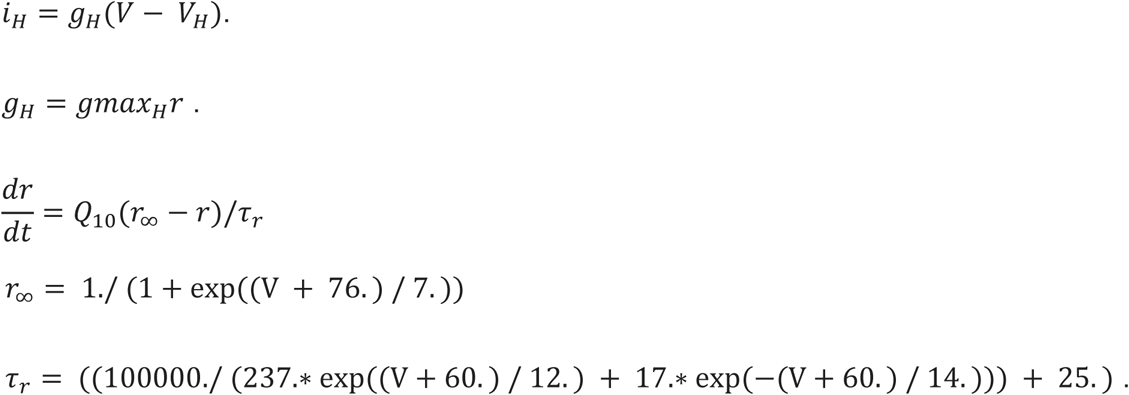 i_H = g_H(V − V_H).
g_H = gmax_H r .
dr/dt = Q_10(r_∞ − r)/τ_r
r_∞ = 1./ (1 + exp((V + 76. ) / 7. ))
τ_r = ((100000./ (237.∗ exp((V + 60. ) / 12. ) + 17.∗ exp(−(V + 60. ) / 14. ))) + 25. ) .